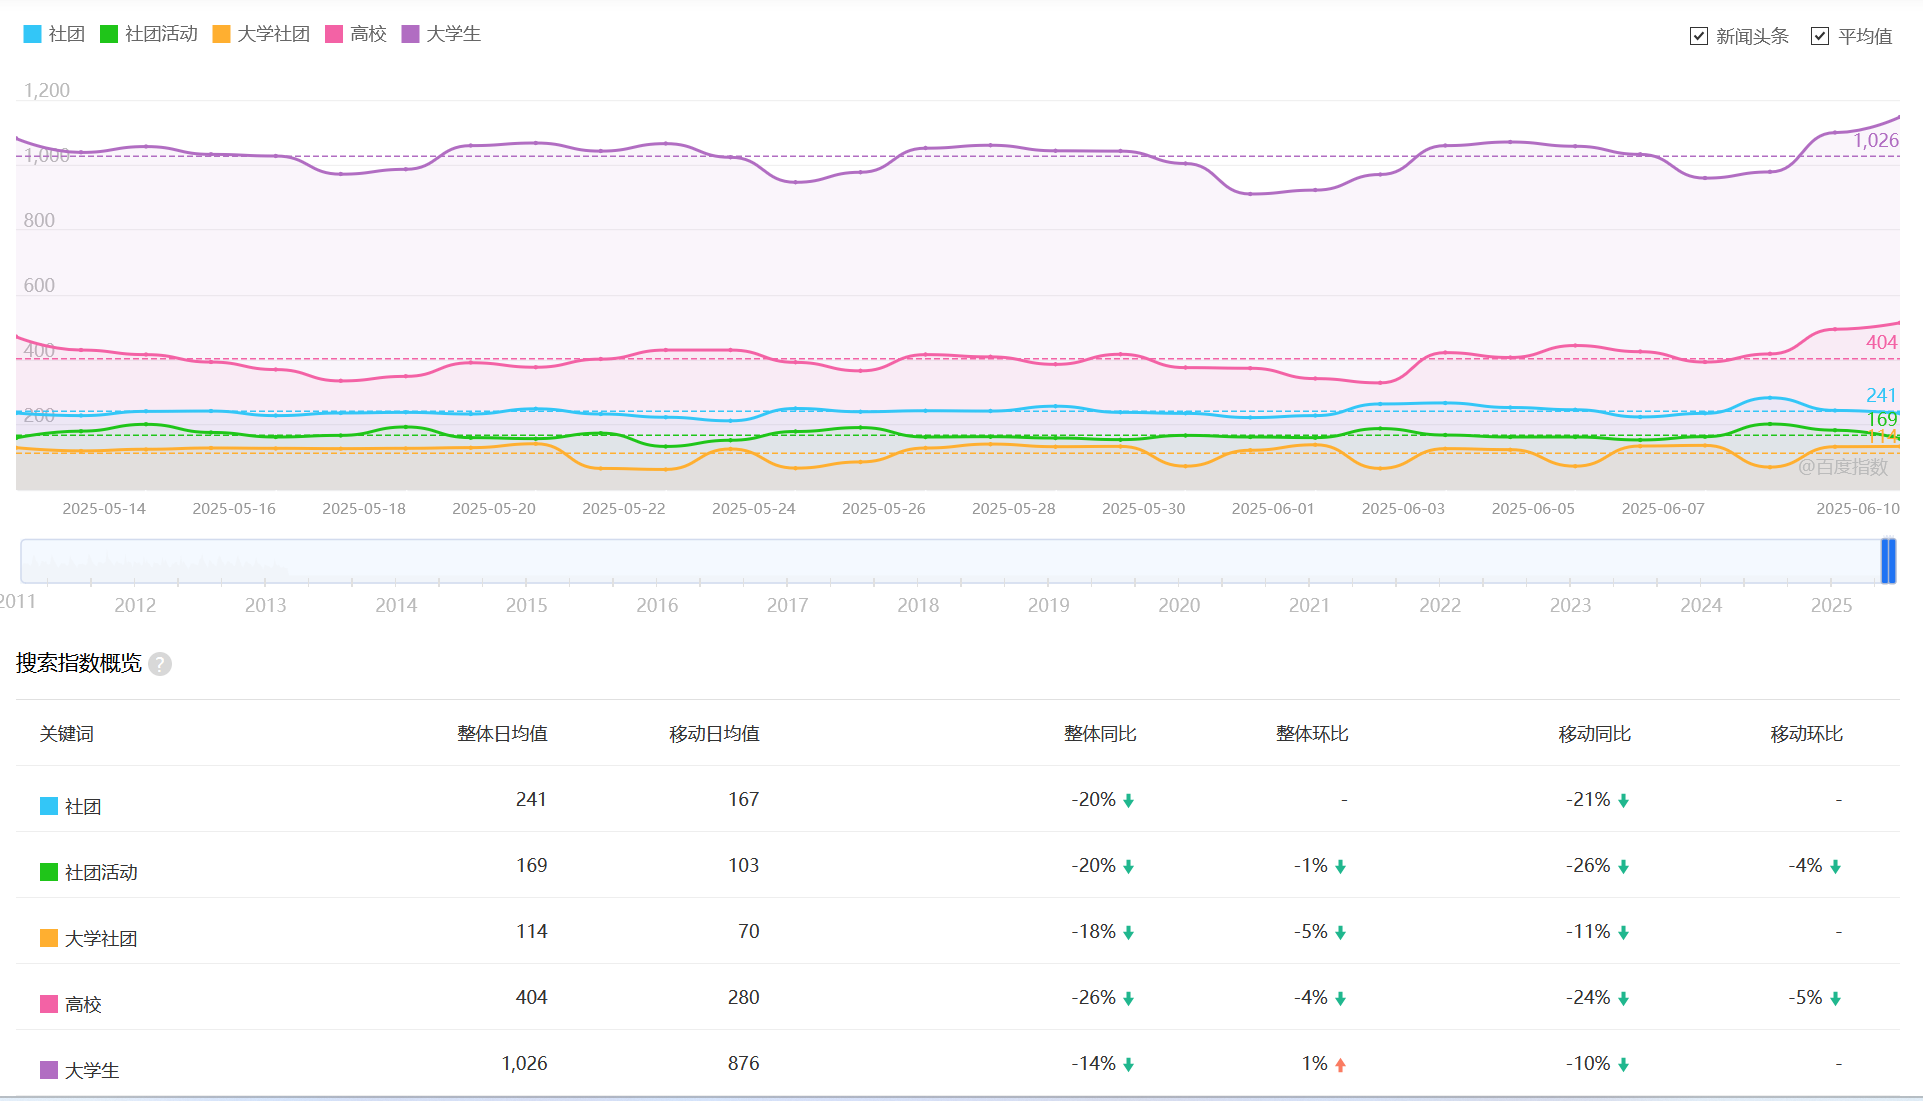 社团 社团活动 大学社团 高校 大学生
新闻头条 平均值
1,200
1,026
1,000
800
600
404
400
241
200
169
114
@百度指数
2025-05-14 2025-05-16 2025-05-18 2025-05-20 2025-05-22 2025-05-24 2025-05-26 2025-05-28 2025-05-30 2025-06-01 2025-06-03 2025-06-05 2025-06-07 2025-06-10
2011 2012 2013 2014 2015 2016 2017 2018 2019 2020 2021 2022 2023 2024 2025
搜索指数概览 ?
关键词 整体日均值 移动日均值 整体同比 整体环比 移动同比 移动环比
社团 241 167 -20% - -21% -
社团活动 169 103 -20% -1% -26% -4%
大学社团 114 70 -18% -5% -11% -
高校 404 280 -26% -4% -24% -5%
大学生 1,026 876 -14% 1% -10% -